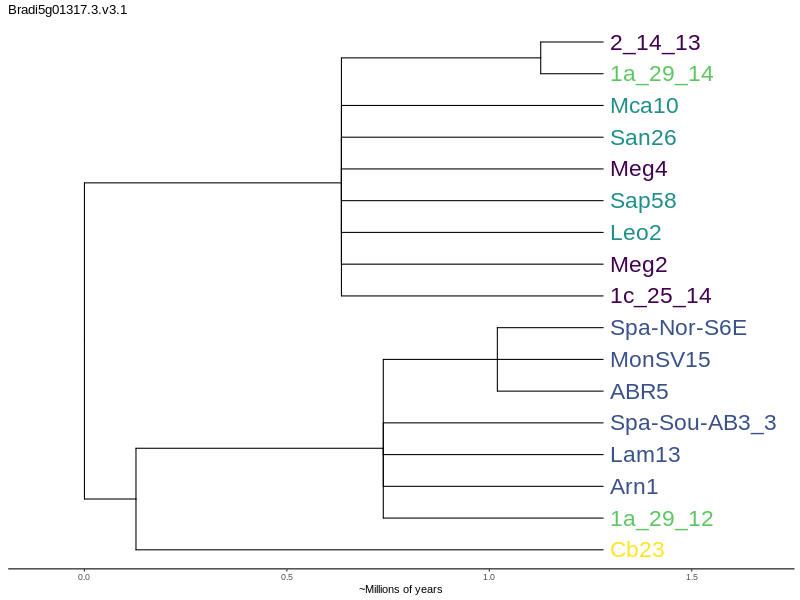 Bradi5g01317.3.v3.1
2_14_13
1a_29_14
Mca10
San26
Meg4
Sap58
Leo2
Meg2
1c_25_14
Spa-Nor-S6E
MonSV15
ABR5
Spa-Sou-AB3_3
Lam13
Arn1
1a_29_12
Cb23
0.0 0.5 1.0 1.5
~Millions of years